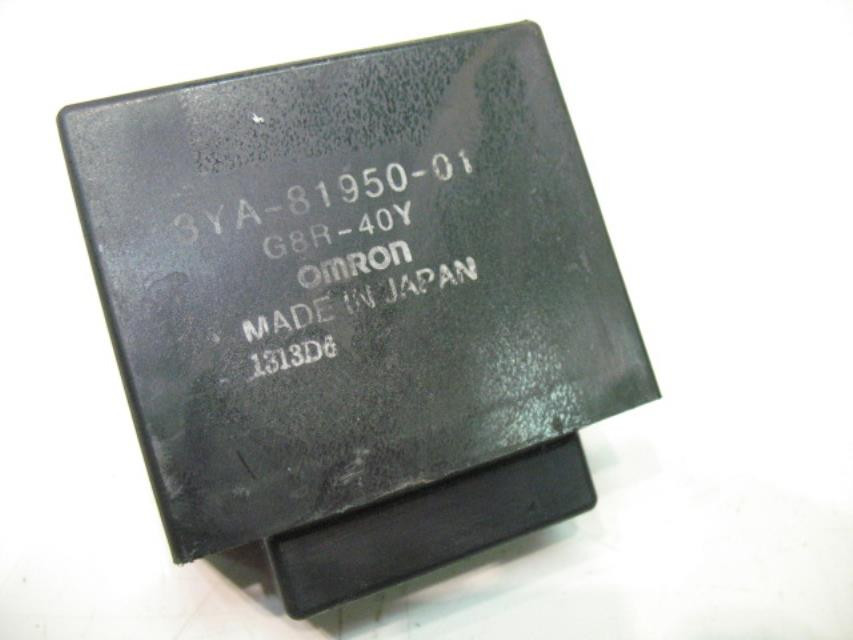 3YA-81950-01
G8R-40Y
omron
MADE IN JAPAN
1313D6